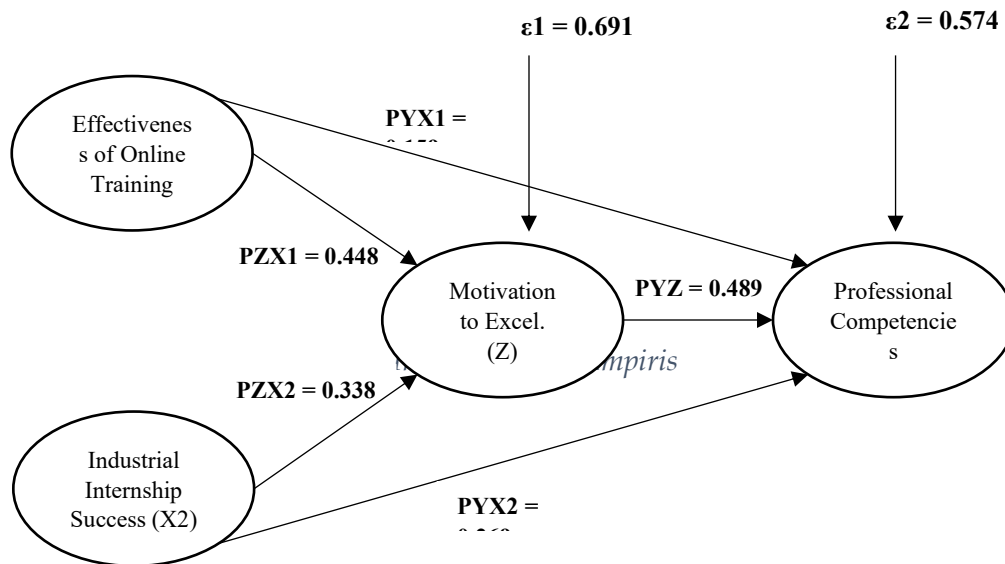 ε1 = 0.691
ε2 = 0.574
PYX1 =
Effectivenes
s of Online
Training
PZX1 = 0.448
Motivation
to Excel.
(Z)
PYZ = 0.489
Professional
Competencie
s
PZX2 = 0.338
Industrial
Internship
Success (X2)
PYX2 =